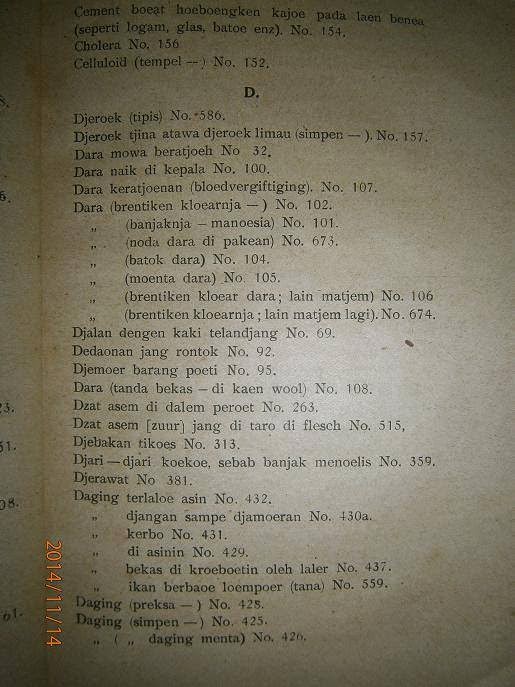 Cement boeat hoeboengken kajoe pada laen benea
(seperti logam, glas, batoe enz). No. 154.
Cholera No. 156
Celluloid (tempel —) No. 152.
D.
Djeroek (tipis) No. 586.
Djeroek tjina atawa djeroek limau (simpen — ). No. 157.
Dara mowa beratjoeh No 32.
Dara naik di kepala No. 100.
Dara keratjoenan (bloedvergiftiging). No. 107.
Dara (brentiken kloearnja — ) No. 102.
„ (banjaknja — manoesia) No. 101.
„ (noda dara di pakean) No. 673.
„ (batok dara) No. 104.
„ (moenta dara) No. 105.
„ (brentiken kloear dara; lain matjem) No. 106
„ (brentiken kloearnja ; lain matjem lagi). No. 674.
Djalan dengen kaki telandjang No. 69.
Dedaonan jang rontok No. 92.
Djemoer barang poeti No. 95.
Dara (tanda bekas — di kaen wool) No. 108.
Dzat asem di dalem peroet No. 263.
Dzat asem [zuur] jang di taro di flesch No. 515,
Djebakan tikoes No. 313.
Djari — djari koekoe, sebab banjak menoelis No. 359.
Djerawat No 381.
Daging terlaloe asin No. 432.
„ djangan sampe djamoeran No. 430a.
„ kerbo No. 431.
„ di asinin No. 429.
„ bekas di kroeboetin oleh laler No. 437.
„ ikan berbaoe loempoer (tana) No. 559.
Daging (preksa — ) No. 428.
Daging (simpen —) No. 425.
„ ( „ daging menta) No. 426.
23.
51.
08.
61.
2014/11/14